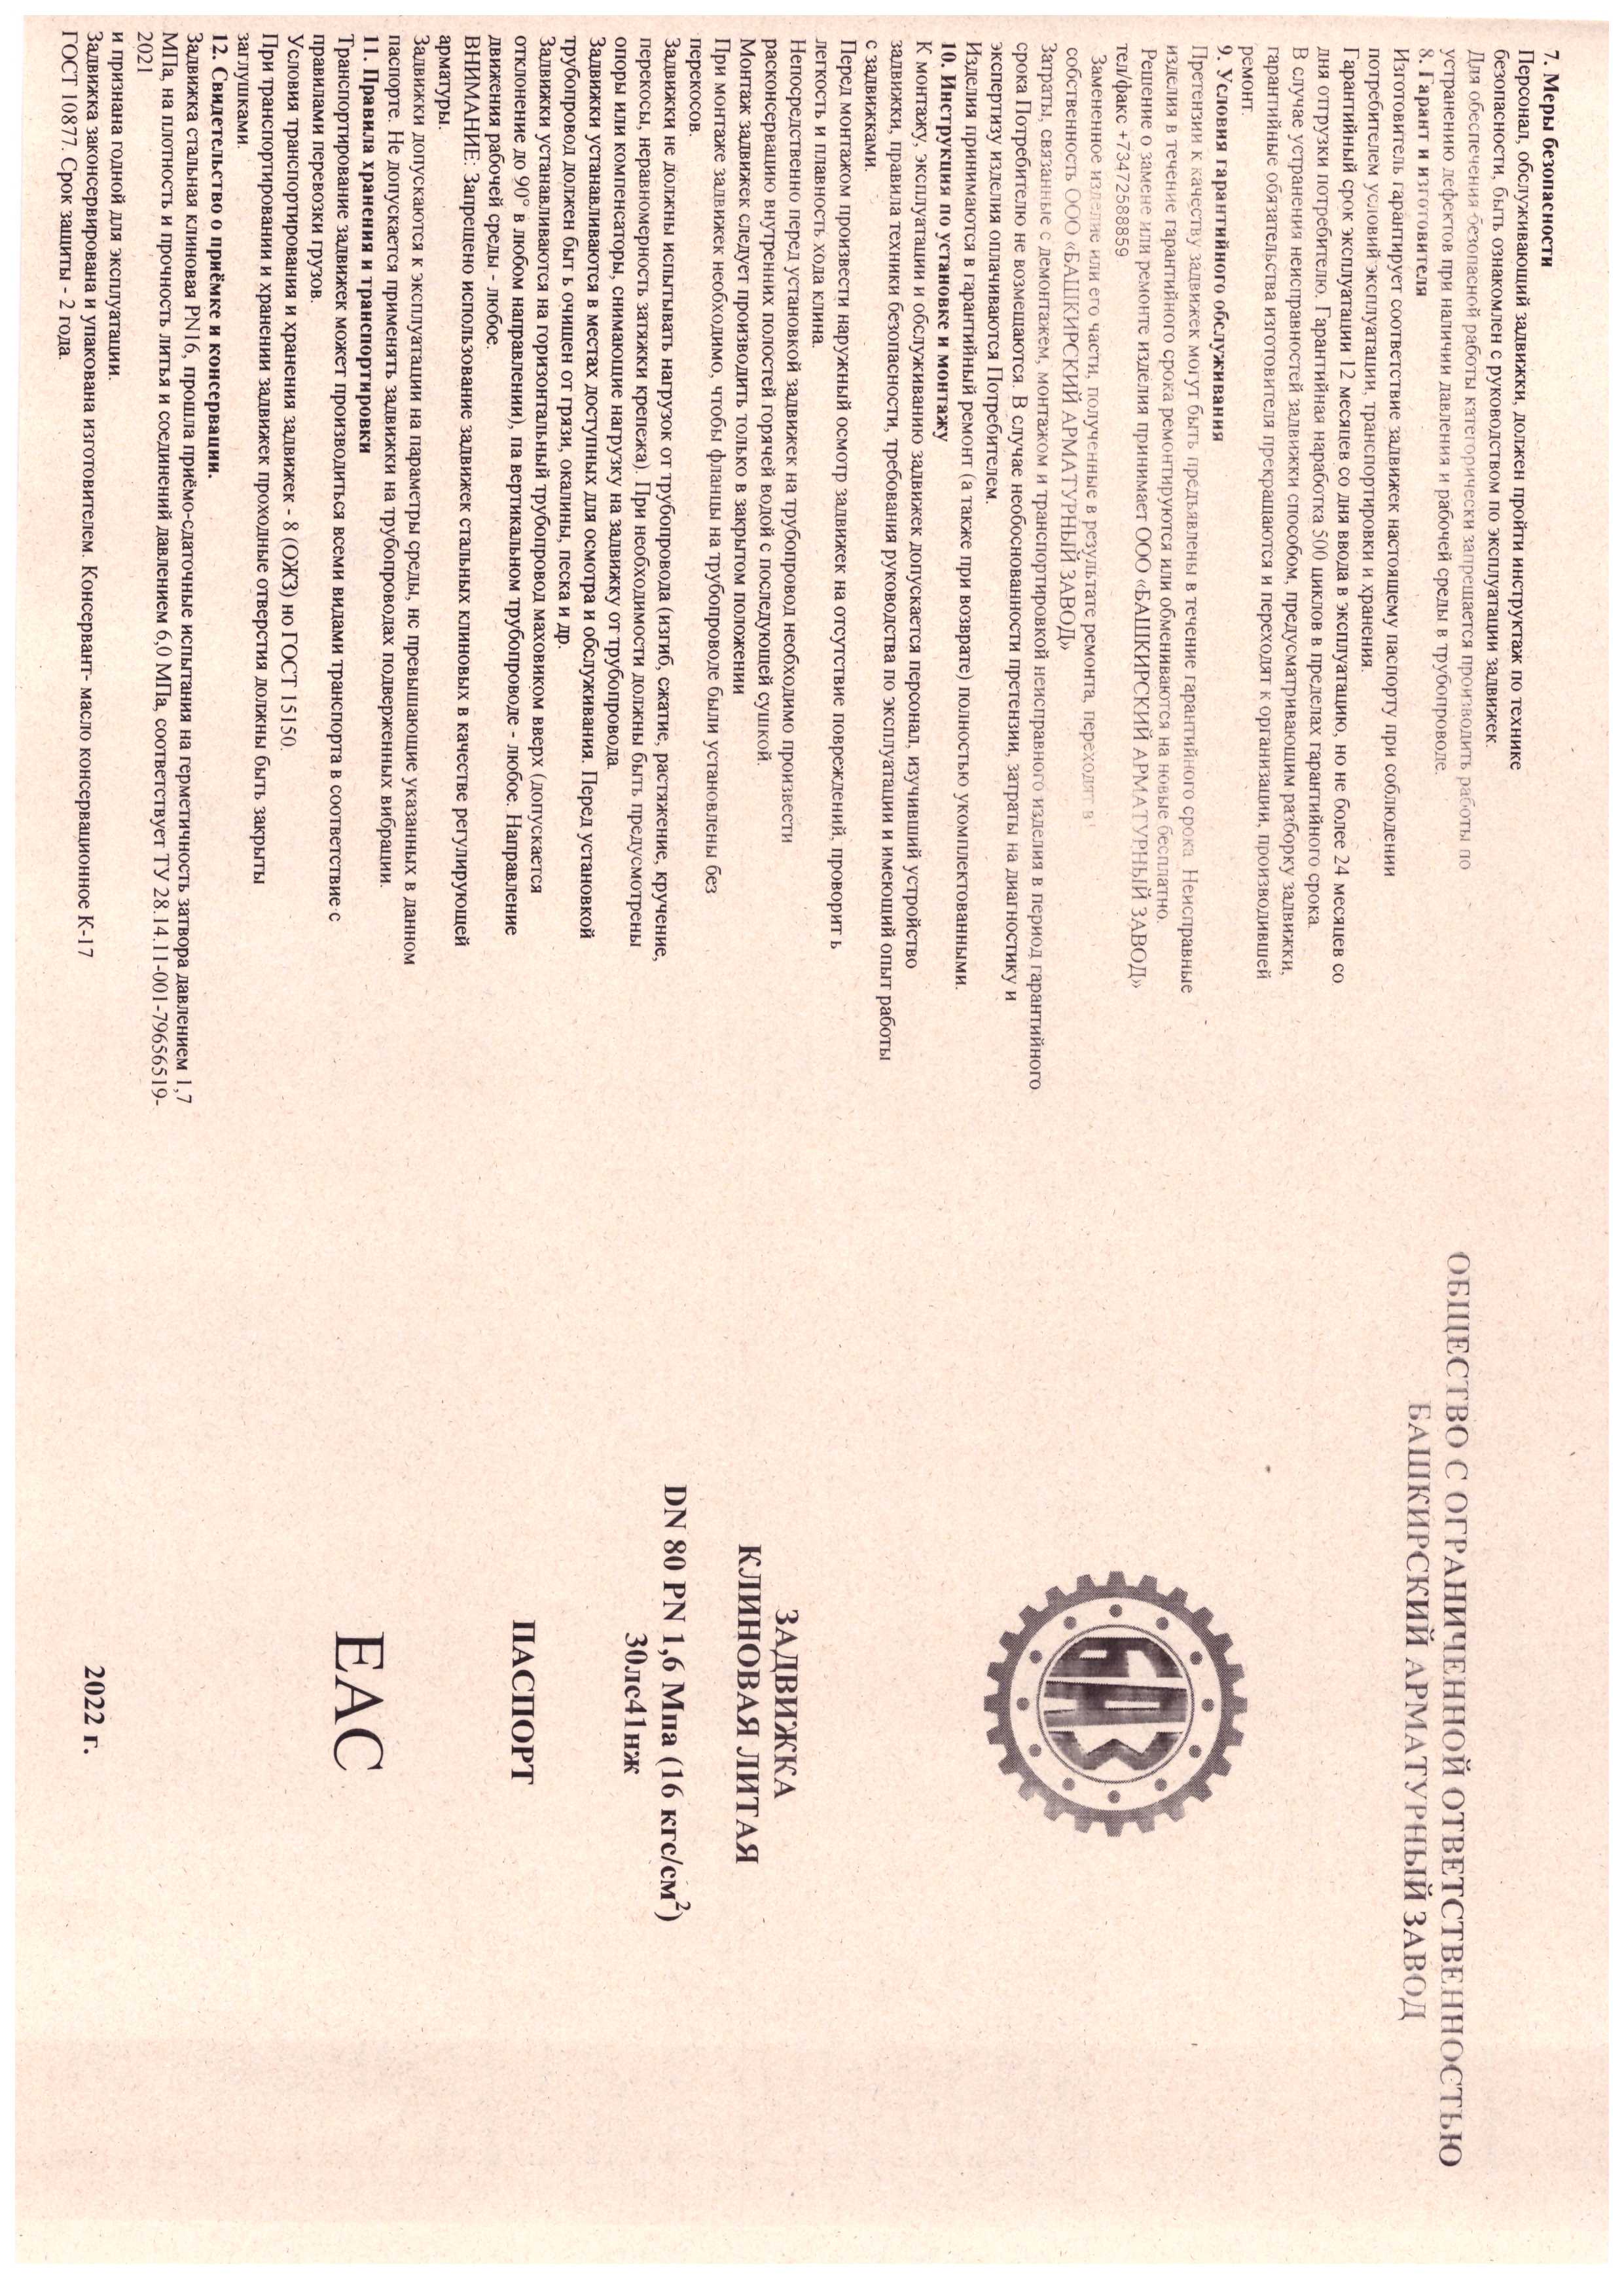 7. Меры безопасности
Персонал, обслуживающий задвижки, должен пройти инструктаж по технике
безопасности, быть ознакомлен с руководством по эксплуатации задвижек.
Для обеспечения безопасной работы категорически запрещается производить работы по
устранению дефектов при наличии давления и рабочей среды в трубопроводе.
8. Гарант и изготовителя
Изготовитель гарантирует соответствие задвижек настоящему паспорту при соблюдении
потребителем условий эксплуатации, транспортировки и хранения.
Гарантийный срок эксплуатации 12 месяцев со дня ввода в эксплуатацию, но не более 24 месяцев со
дня отгрузки потребителю. Гарантийная наработка 500 циклов в пределах гарантийного срока.
В случае устранения неисправностей задвижки способом, предусматривающим разборку задвижки,
гарантийные обязательства изготовителя прекращаются и переходят к организации, производившей
ремонт.
9. Условия гарантийного обслуживания
Претензии к качеству задвижек могут быть предъявлены в течение гарантийного срока. Неисправные
изделия в течение гарантийного срока ремонтируются или обмениваются на новые бесплатно.
Решение о замене или ремонте изделия принимает ООО «БАШКИРСКИЙ АРМАТУРНЫЙ ЗАВОД»
тел/факс +73472588859
Замененное изделие или его части, полученные в результате ремонта, переходят в
собственность ООО «БАШКИРСКИЙ АРМАТУРНЫЙ ЗАВОД»
Затраты, связанные с демонтажем, монтажом и транспортировкой неисправного изделия в период гарантийного
срока Потребителю не возмещаются. В случае необоснованности претензии, затраты на диагностику и
экспертизу изделия оплачиваются Потребителем.
Изделия принимаются в гарантийный ремонт (а также при возврате) полностью укомплектованными.
10. Инструкция по установке и монтажу
К монтажу, эксплуатации и обслуживанию задвижек допускается персонал, изучивший устройство
задвижки, правила техники безопасности, требования руководства по эксплуатации и имеющий опыт работы
с задвижками.
Перед монтажом произвести наружный осмотр задвижек на отсутствие повреждений, проворит ь
легкость и плавность хода клина.
Непосредственно перед установкой задвижек на трубопровод необходимо произвести
расконсервацию внутренних полостей горячей водой с последующей сушкой.
Монтаж задвижек следует производить только в закрытом положении
При монтаже задвижек необходимо, чтобы фланцы на трубопроводе были установлены без
перекосов.
Задвижки не должны испытывать нагрузок от трубопровода (изгиб, сжатие, растяжение, кручение,
перекосы, неравномерность затяжки крепежа). При необходимости должны быть предусмотрены
опоры или компенсаторы, снимающие нагрузку на задвижку от трубопровода.
Задвижки устанавливаются в местах доступных для осмотра и обслуживания. Перед установкой
трубопровод должен быт ь очищен от грязи, окалины, песка и др.
Задвижки устанавливаются на горизонтальный трубопровод маховиком вверх (допускается
отклонение до 90° в любом направлении), па вертикальном трубопроводе - любое. Направление
движения рабочей среды - любое.
ВНИМАНИЕ: Запрещено использование задвижек стальных клиновых в качестве регулирующей
арматуры.
Задвижки допускаются к эксплуатации на параметры среды, нс превышающие указанных в данном
паспорте. Не допускается применять задвижки на трубопроводах подверженных вибрации.
11. Правила хранения и транспортировки
Транспортирование задвижек может производиться всеми видами транспорта в соответствие с
правилами перевозки грузов.
Условия транспортирования и хранения задвижек - 8 (ОЖЗ) но ГОСТ 15150.
При транспортировании и хранении задвижек проходные отверстия должны быть закрыты
заглушками.
12. Свидетельство о приёмке и консервации.
Задвижка стальная клиновая PN16, прошла приёмо-сдаточные испытания на герметичность затвора давлением 1,7
МПа, на плотность и прочность литья и соединений давлением 6,0 МПа, соответствует ТУ 28.14.11-001-79656519-
2021
и признана годной для эксплуатации.
Задвижка законсервирована и упакована изготовителем. Консервант- масло консервационное К-17
ГОСТ 10877. Срок защиты - 2 года.
ОБЩЕСТВО С ОГРАНИЧЕННОЙ ОТВЕТСТВЕННОСТЬЮ
БАШКИРСКИЙ АРМАТУРНЫЙ ЗАВОД
БАЗ
ЗАДВИЖКА
КЛИНОВАЯ ЛИТАЯ
DN 80 PN 1,6 Мпа (16 кгс/см²)
30лс41нж
ПАСПОРТ
ЕАС
2022 г.